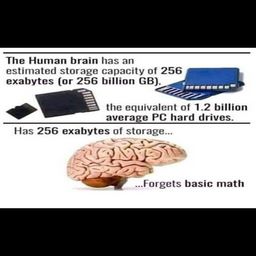 The Human brain has an
estimated storage capacity of 256
exabytes (or 256 billion GB),
the equivalent of 1.2 billion
average PC hard drives.
Has 256 exabytes of storage...
...Forgets basic math